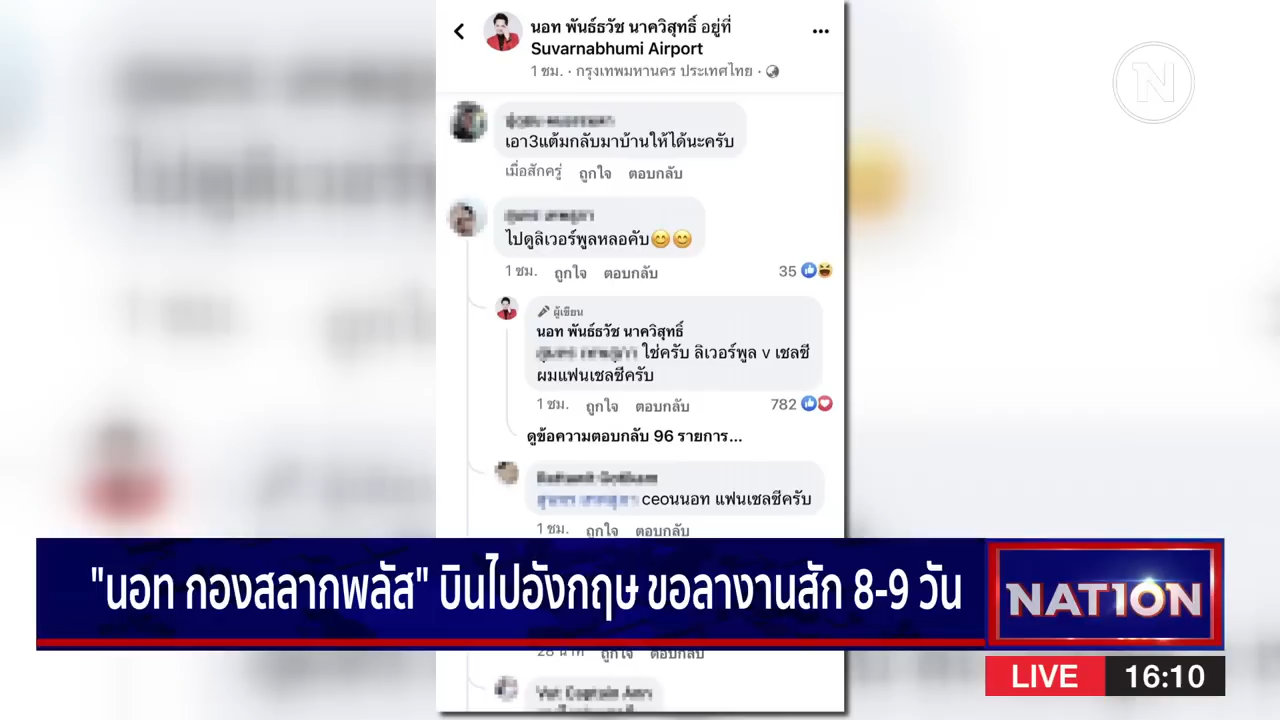 นอท พันธ์ธวัช นาควิสุทธิ์ อยู่ที่
Suvarnabhumi Airport
1 ชม. · กรุงเทพมหานคร ประเทศไทย ·
N
เอา3แต้มกลับมาบ้านให้ได้นะครับ
เมื่อสักครู่ ถูกใจ ตอบกลับ
ไปดูลิเวอร์พูลหลอคับ😊😊
1 ชม. ถูกใจ ตอบกลับ 35
ผู้เขียน
นอท พันธ์ธวัช นาควิสุทธิ์
ใช่ครับ ลิเวอร์พูล v เชลซี
ผมแฟนเชลซีครับ
1 ชม. ถูกใจ ตอบกลับ 782
ดูข้อความตอบกลับ 96 รายการ...
ceoนนอท แฟนเชลซีครับ
1 ชม. ถูกใจ ตอบกลับ
"นอท กองสลากพลัส" บินไปอังกฤษ ขอลางานสัก 8-9 วัน
NATION
28 นาที ถูกใจ ตอบกลับ
LIVE 16:10